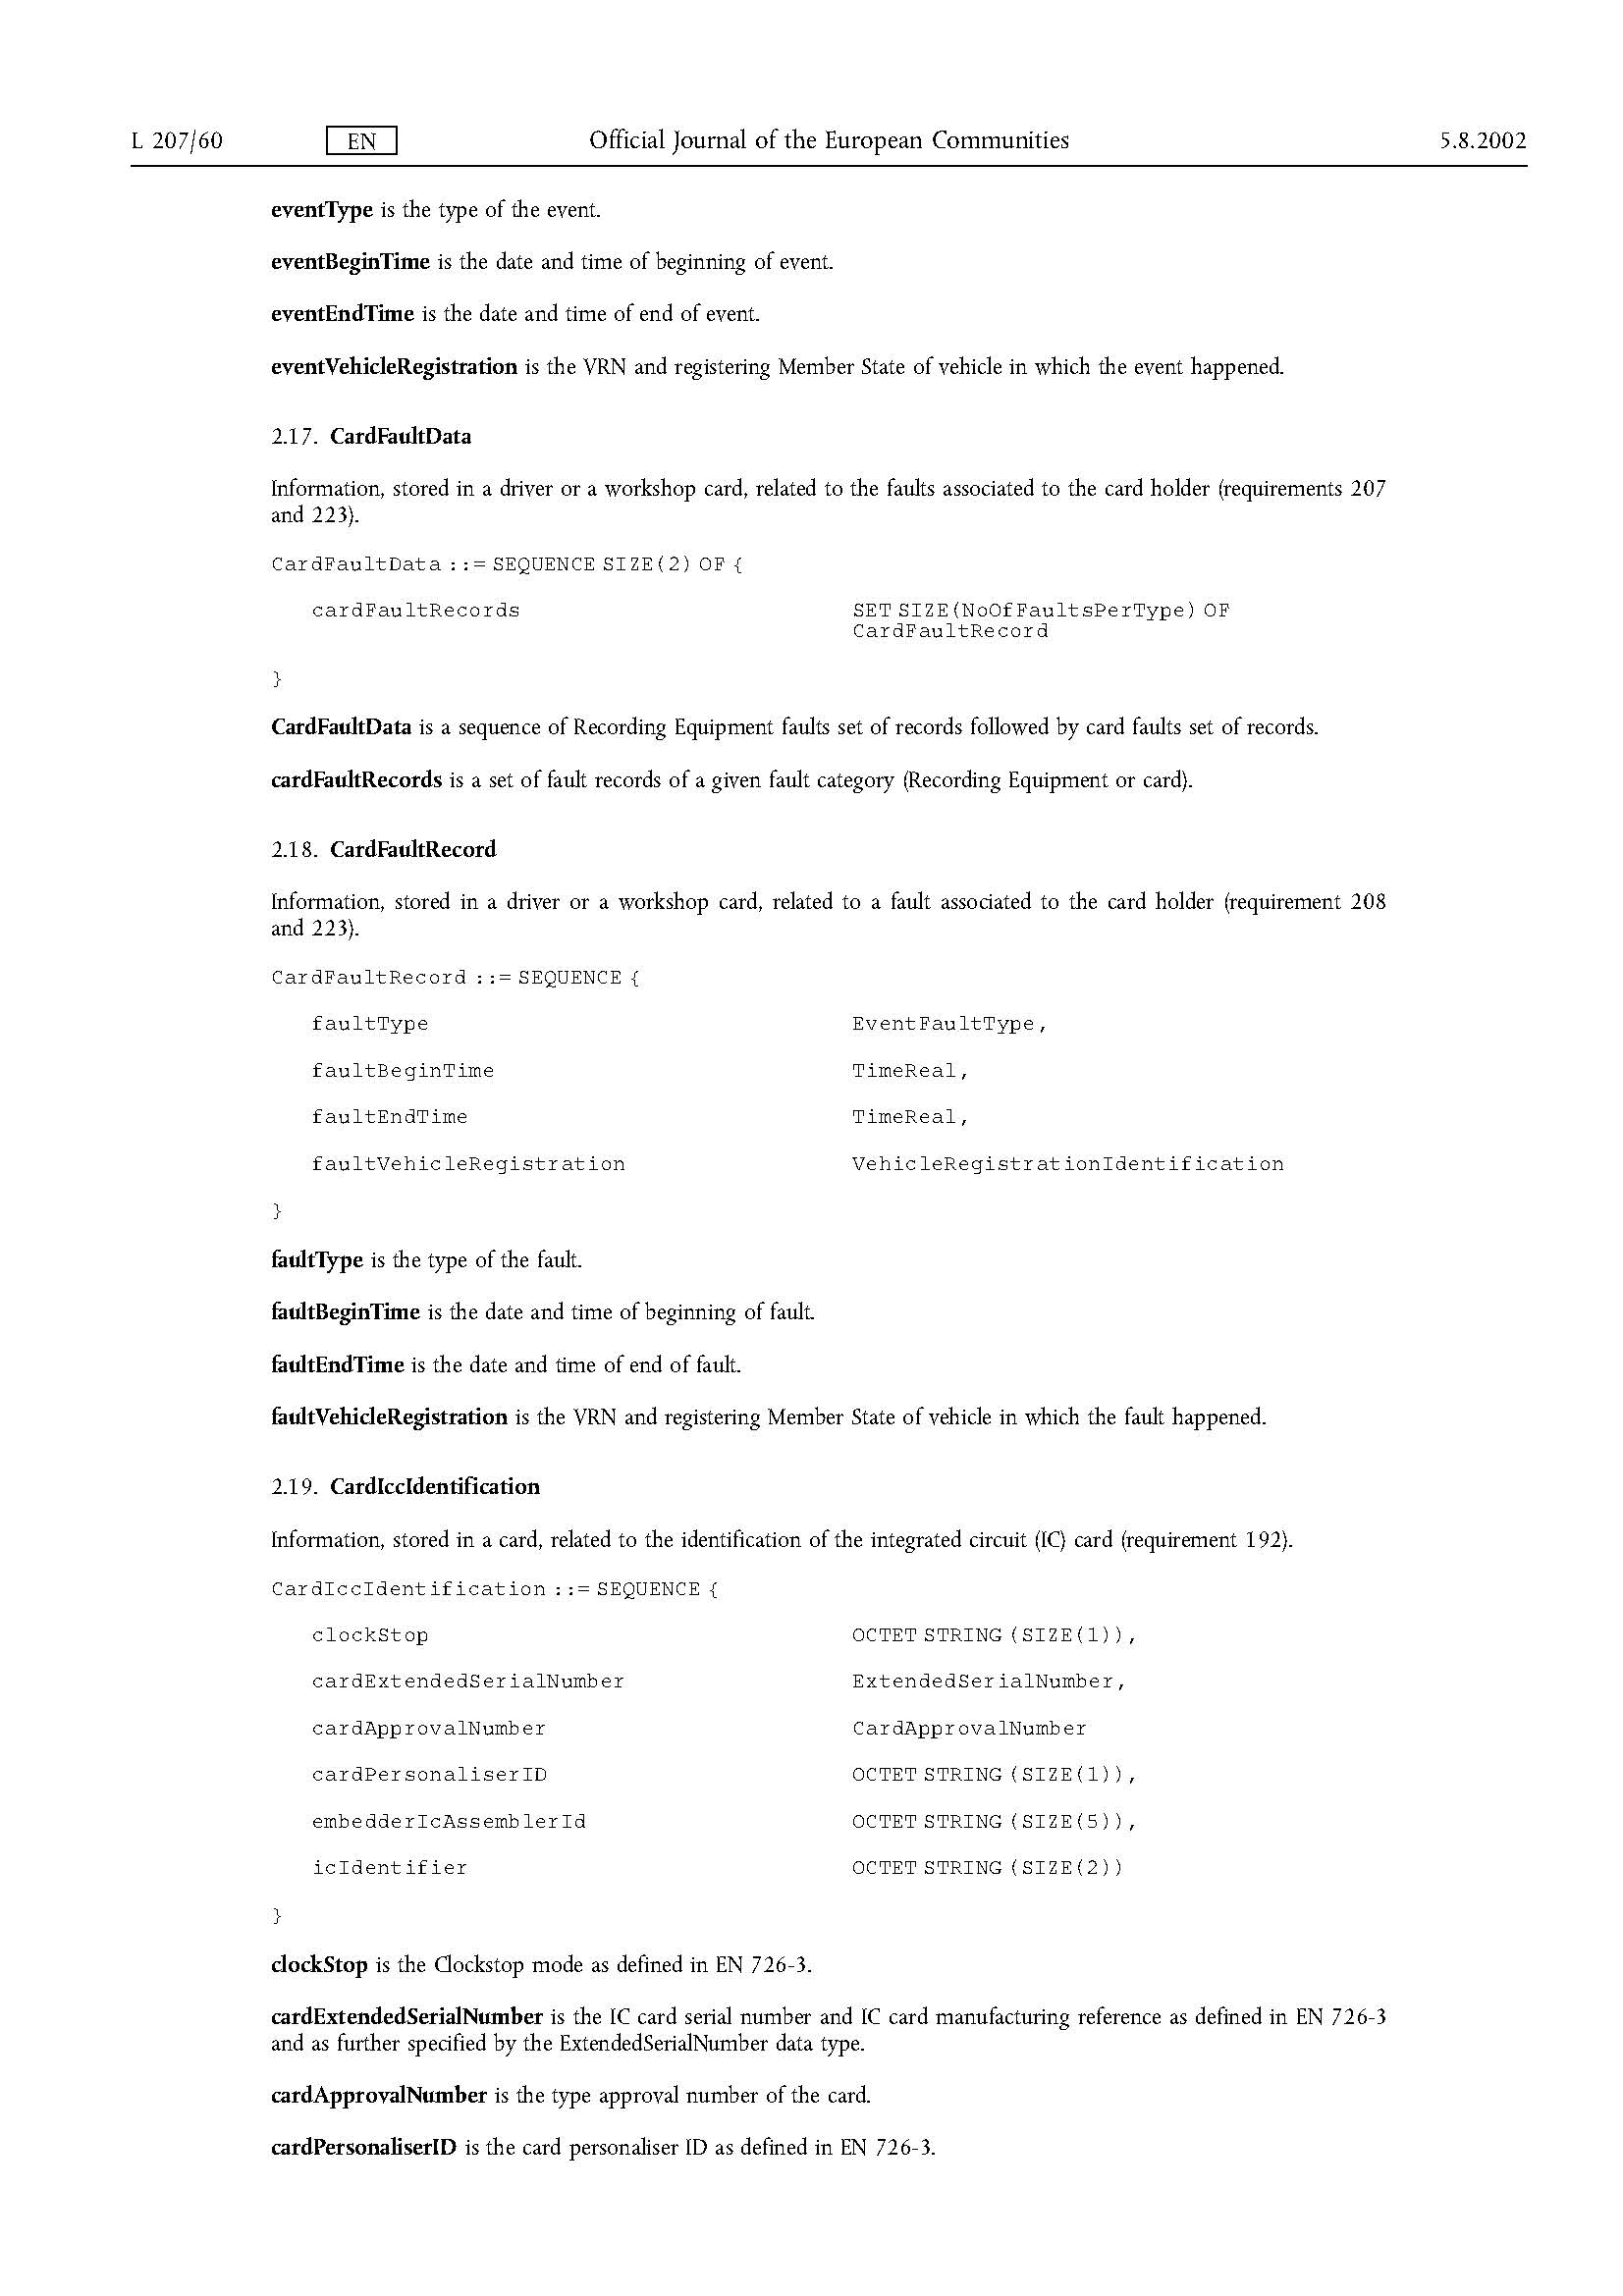 L 207/60 EN Official Journal of the European Communities 5.8.2002
eventType is the type of the event.
eventBeginTime is the date and time of beginning of event.
eventEndTime is the date and time of end of event.
eventVehicleRegistration is the VRN and registering Member State of vehicle in which the event happened.
2.17. CardFaultData
Information, stored in a driver or a workshop card, related to the faults associated to the card holder (requirements 207
and 223).
CardFaultData ::= SEQUENCE SIZE(2) OF {
cardFaultRecords SET SIZE(NoOfFaultsPerType) OF
CardFaultRecord
}
CardFaultData is a sequence of Recording Equipment faults set of records followed by card faults set of records.
cardFaultRecords is a set of fault records of a given fault category (Recording Equipment or card).
2.18. CardFaultRecord
Information, stored in a driver or a workshop card, related to a fault associated to the card holder (requirement 208
and 223).
CardFaultRecord ::= SEQUENCE {
faultType EventFaultType,
faultBeginTime TimeReal,
faultEndTime TimeReal,
faultVehicleRegistration VehicleRegistrationIdentification
}
faultType is the type of the fault.
faultBeginTime is the date and time of beginning of fault.
faultEndTime is the date and time of end of fault.
faultVehicleRegistration is the VRN and registering Member State of vehicle in which the fault happened.
2.19. CardIccIdentification
Information, stored in a card, related to the identification of the integrated circuit (IC) card (requirement 192).
CardIccIdentification ::= SEQUENCE {
clockStop OCTET STRING (SIZE(1)),
cardExtendedSerialNumber ExtendedSerialNumber,
cardApprovalNumber CardApprovalNumber
cardPersonaliserID OCTET STRING (SIZE(1)),
embedderIcAssemblerId OCTET STRING (SIZE(5)),
icIdentifier OCTET STRING (SIZE(2))
}
clockStop is the Clockstop mode as defined in EN 726-3.
cardExtendedSerialNumber is the IC card serial number and IC card manufacturing reference as defined in EN 726-3
and as further specified by the ExtendedSerialNumber data type.
cardApprovalNumber is the type approval number of the card.
cardPersonaliserID is the card personaliser ID as defined in EN 726-3.